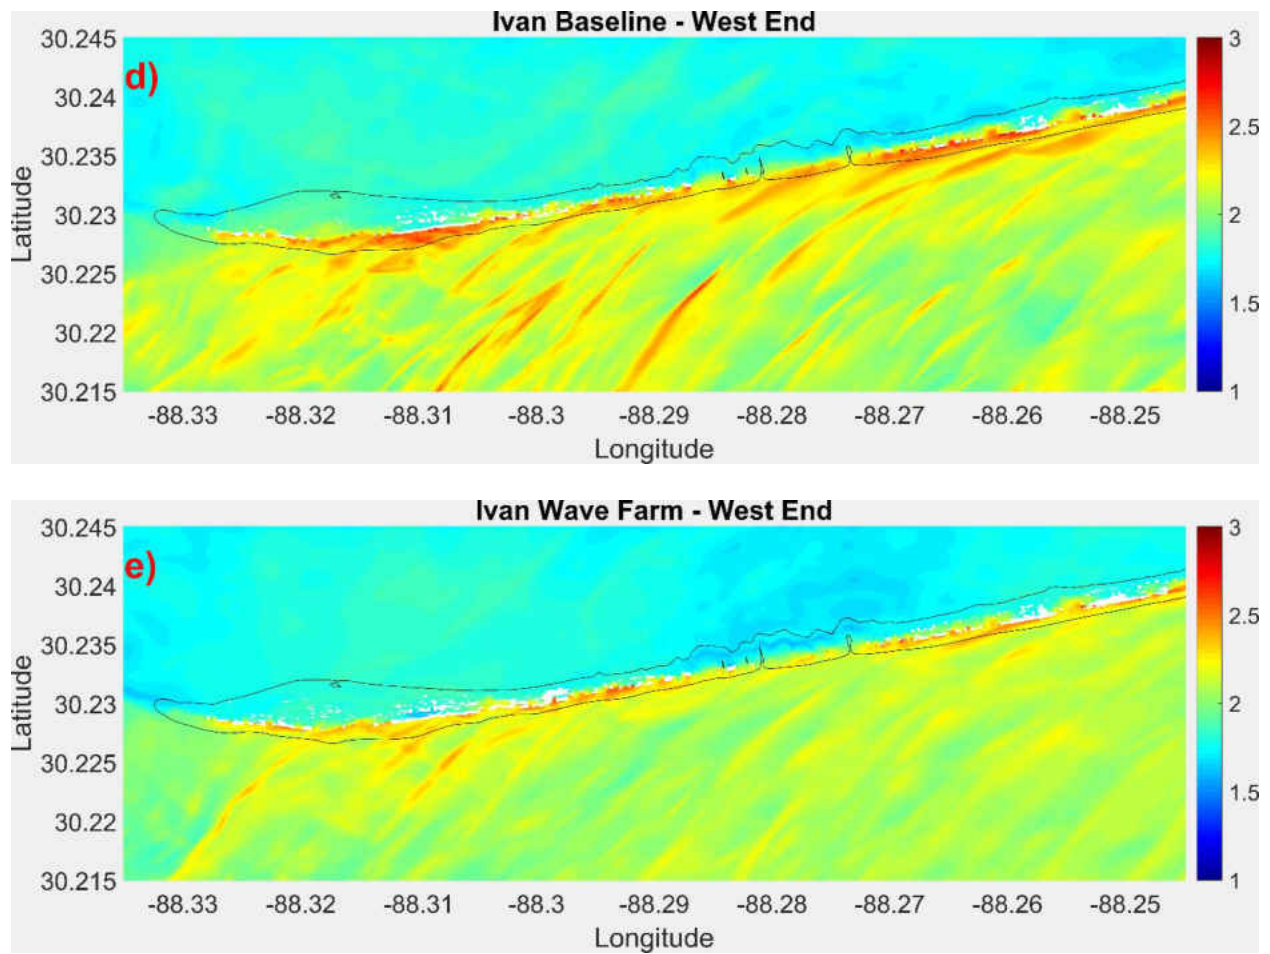 Ivan Baseline - West End
d)
30.245
30.24
30.235
30.23
30.225
30.22
30.215
Latitude
-88.33 -88.32 -88.31 -88.3 -88.29 -88.28 -88.27 -88.26 -88.25
Longitude
3
2.5
2
1.5
1
Ivan Wave Farm - West End
e)
30.245
30.24
30.235
30.23
30.225
30.22
30.215
Latitude
-88.33 -88.32 -88.31 -88.3 -88.29 -88.28 -88.27 -88.26 -88.25
Longitude
3
2.5
2
1.5
1